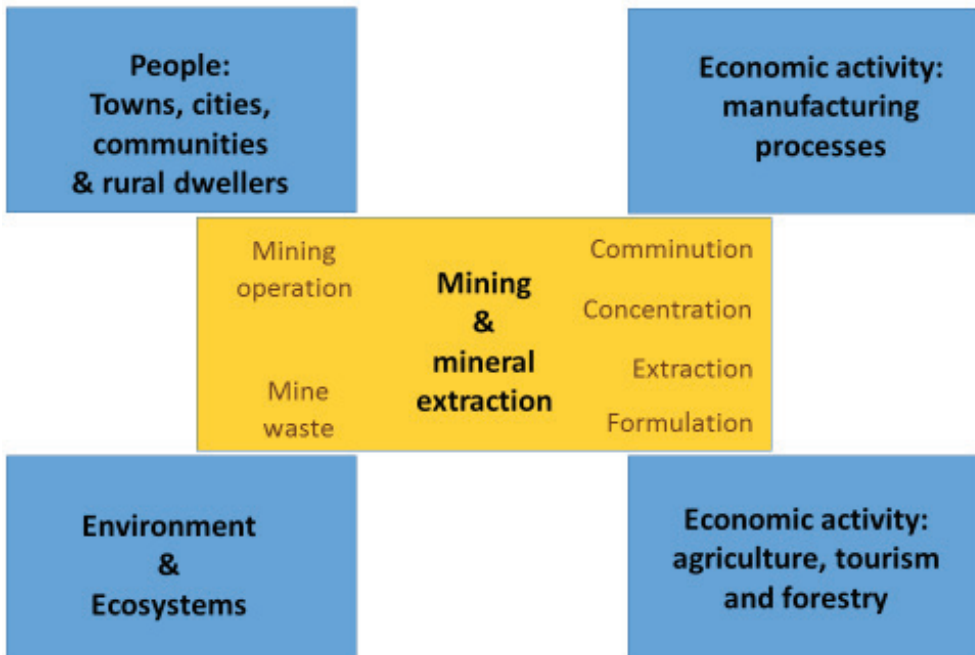 People:
Towns, cities,
communities
& rural dwellers
Economic activity:
manufacturing
processes
Mining
operation
Mine
waste
Mining
&
mineral
extraction
Comminution
Concentration
Extraction
Formulation
Environment
&
Ecosystems
Economic activity:
agriculture, tourism
and forestry